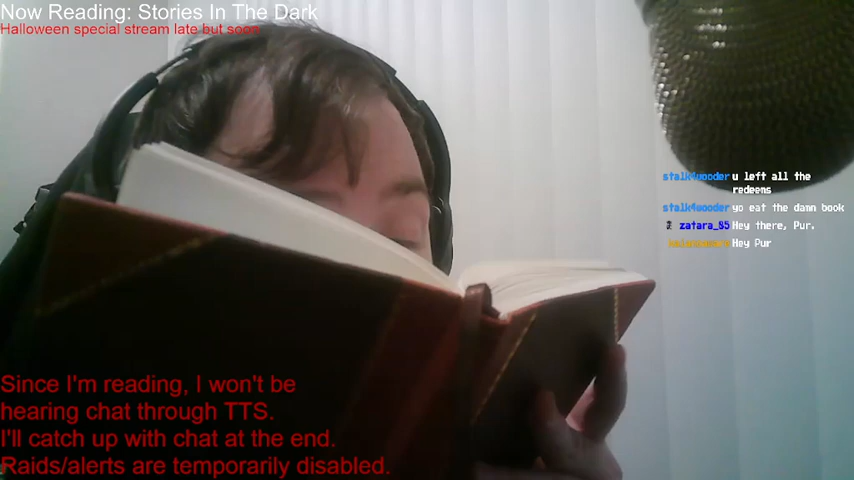 Now Reading: Stories In The Dark
Halloween special stream late but soon
stalk4wooder u left all the
redeems
stalk4wooder yo eat the damn book
zatara_85 Hey there, Pur.
Hey Pur
Since I'm reading, I won't be
hearing chat through TTS.
I'll catch up with chat at the end.
Raids/alerts are temporarily disabled.